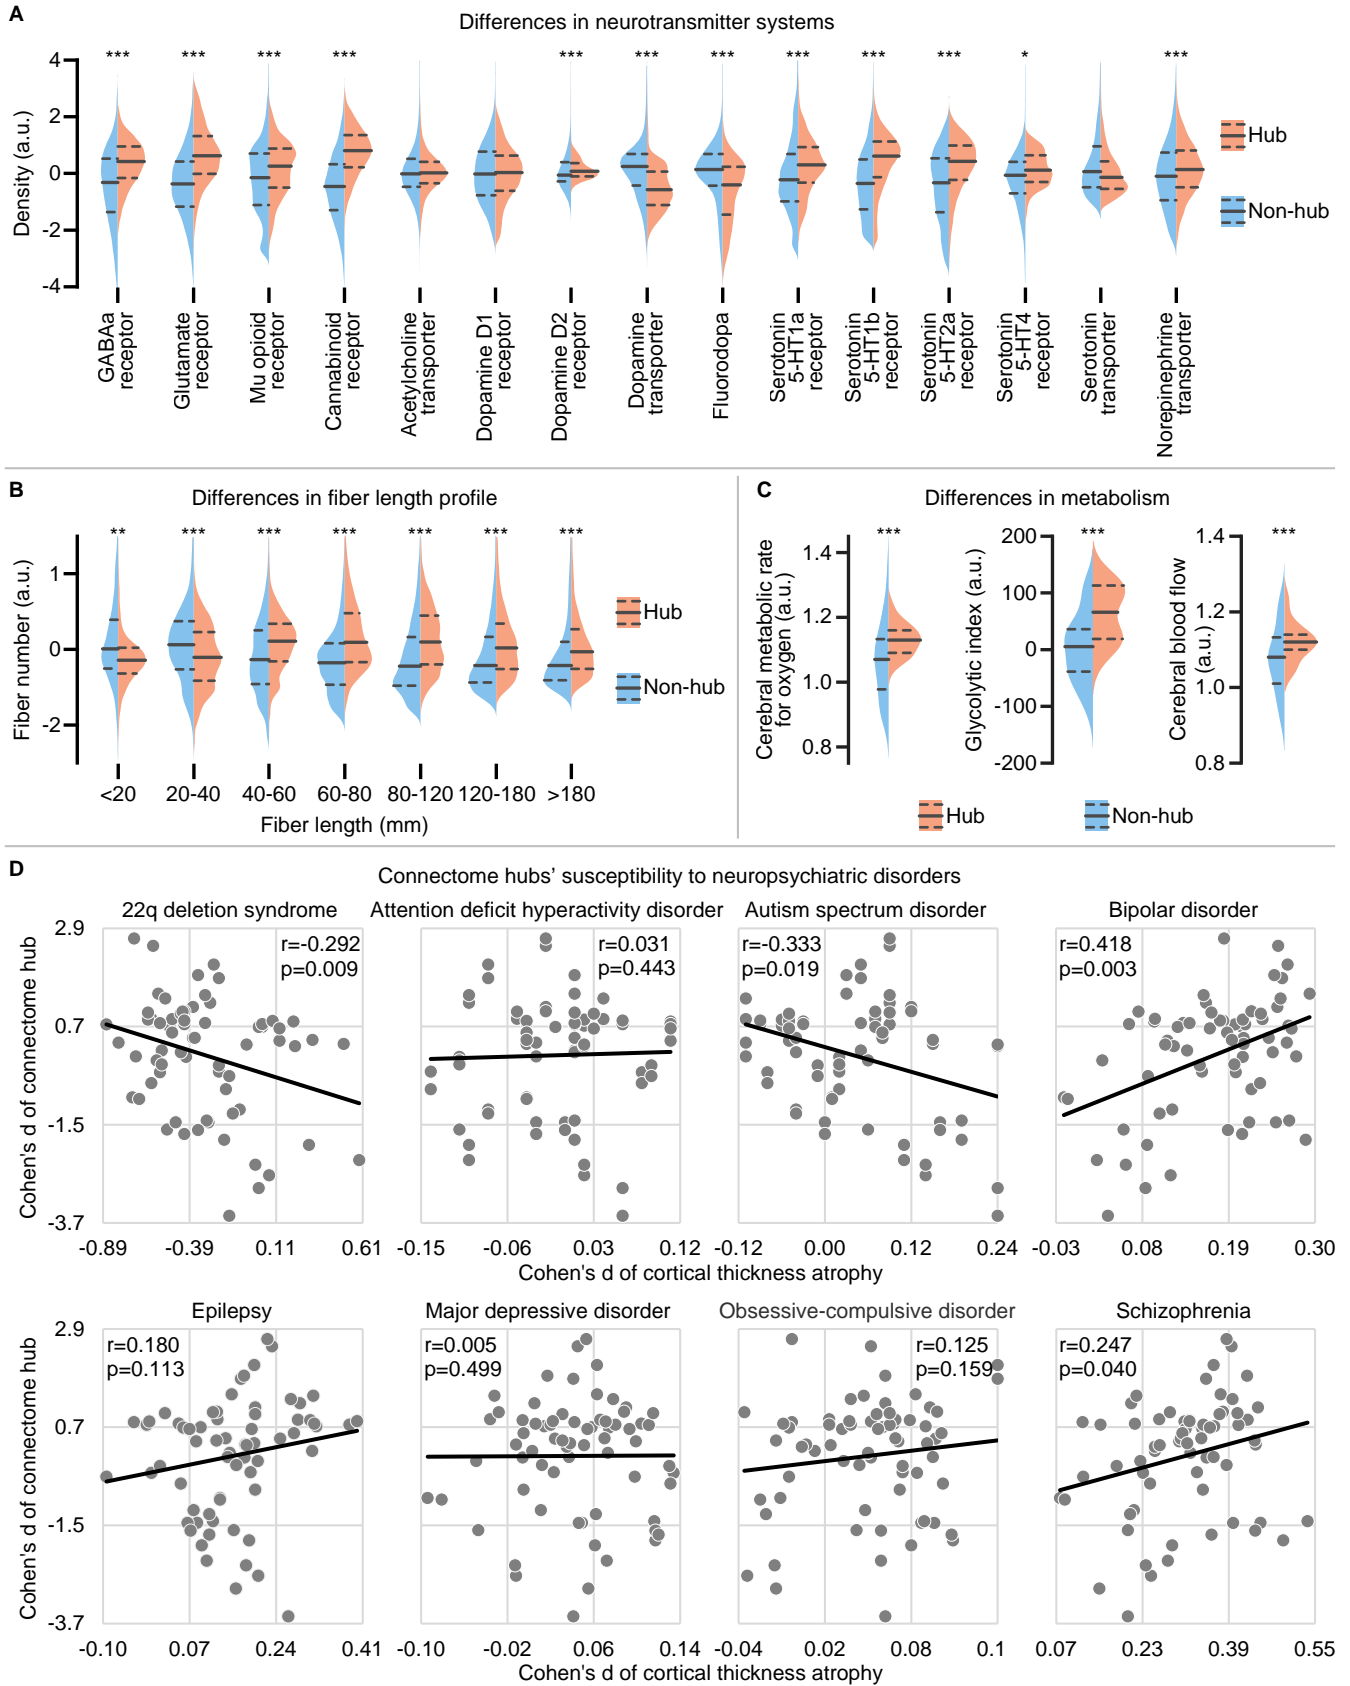 A
Differences in neurotransmitter systems
*** *** *** *** *** *** *** *** *** *** * ***
Density (a.u.)
4
2
0
-2
-4
Hub
Non-hub
GABAa
receptor
Glutamate
receptor
Mu opioid
receptor
Cannabinoid
receptor
Acetylcholine
transporter
Dopamine D1
receptor
Dopamine D2
receptor
Dopamine
transporter
Fluorodopa
Serotonin
5-HT1a
receptor
Serotonin
5-HT1b
receptor
Serotonin
5-HT2a
receptor
Serotonin
5-HT4
receptor
Serotonin
transporter
Norepinephrine
transporter
B
Differences in fiber length profile
** *** *** *** *** *** ***
Fiber number (a.u.)
1
0
-2
Hub
Non-hub
<20 20-40 40-60 60-80 80-120 120-180 >180
Fiber length (mm)
C
Differences in metabolism
*** *** ***
Cerebral metabolic rate
for oxygen (a.u.)
1.4
1.2
1.0
0.8
Glycolytic index (a.u.)
200
100
0
-100
-200
Cerebral blood flow
(a.u.)
1.4
1.2
1.0
0.8
Hub
Non-hub
D
Connectome hubs’ susceptibility to neuropsychiatric disorders
22q deletion syndrome
Attention deficit hyperactivity disorder
Autism spectrum disorder
Bipolar disorder
Cohen's d of connectome hub
2.9
0.7
-1.5
-3.7
r=-0.292
p=0.009
r=0.031
p=0.443
r=-0.333
p=0.019
r=0.418
p=0.003
-0.89 -0.39 0.11 0.61
-0.15 -0.06 0.03 0.12
-0.12 0.00 0.12 0.24
-0.03 0.08 0.19 0.30
Cohen's d of cortical thickness atrophy
Epilepsy
Major depressive disorder
Obsessive-compulsive disorder
Schizophrenia
Cohen's d of connectome hub
2.9
0.7
-1.5
-3.7
r=0.180
p=0.113
r=0.005
p=0.499
r=0.125
p=0.159
r=0.247
p=0.040
-0.10 0.07 0.24 0.41
-0.10 -0.02 0.06 0.14
-0.04 0.02 0.08 0.1
0.07 0.23 0.39 0.55
Cohen's d of cortical thickness atrophy